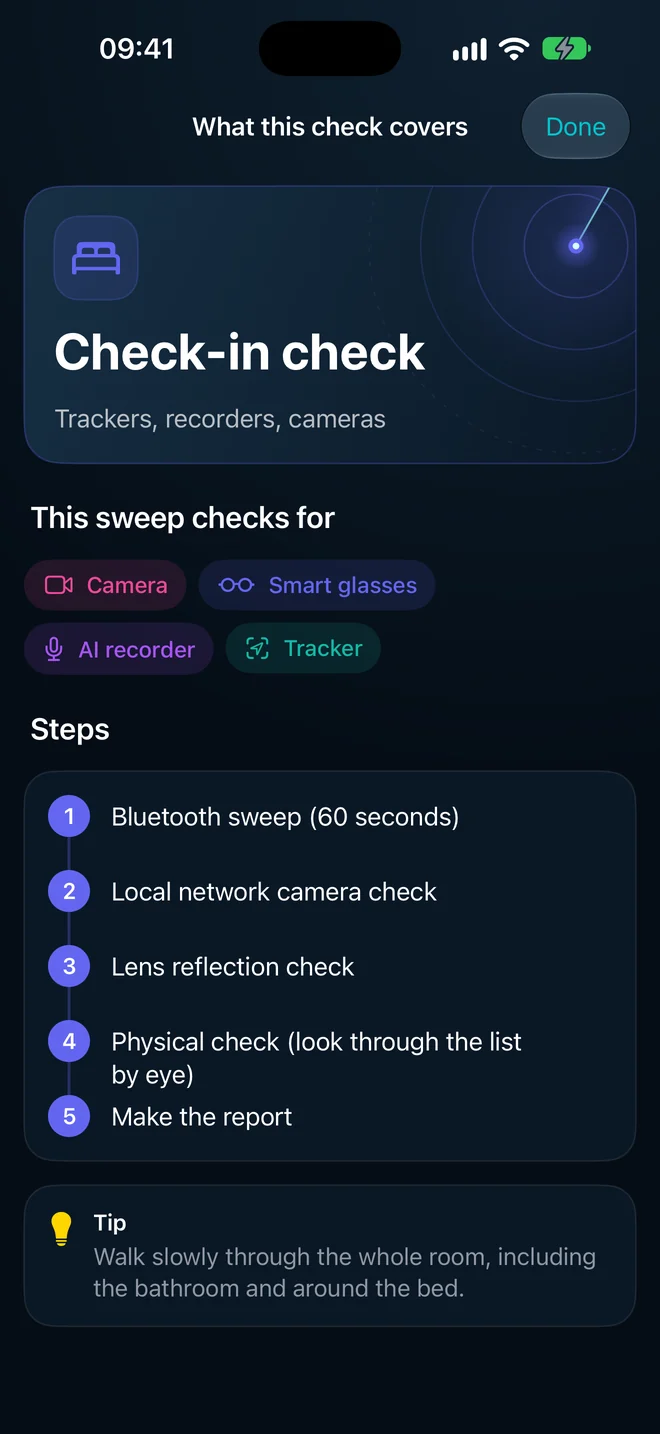 09:41
What this check covers
Done
Check-in check
Trackers, recorders, cameras
This sweep checks for
Camera
Smart glasses
AI recorder
Tracker
Steps
1 Bluetooth sweep (60 seconds)
2 Local network camera check
3 Lens reflection check
4 Physical check (look through the list
by eye)
5 Make the report
Tip
Walk slowly through the whole room, including
the bathroom and around the bed.